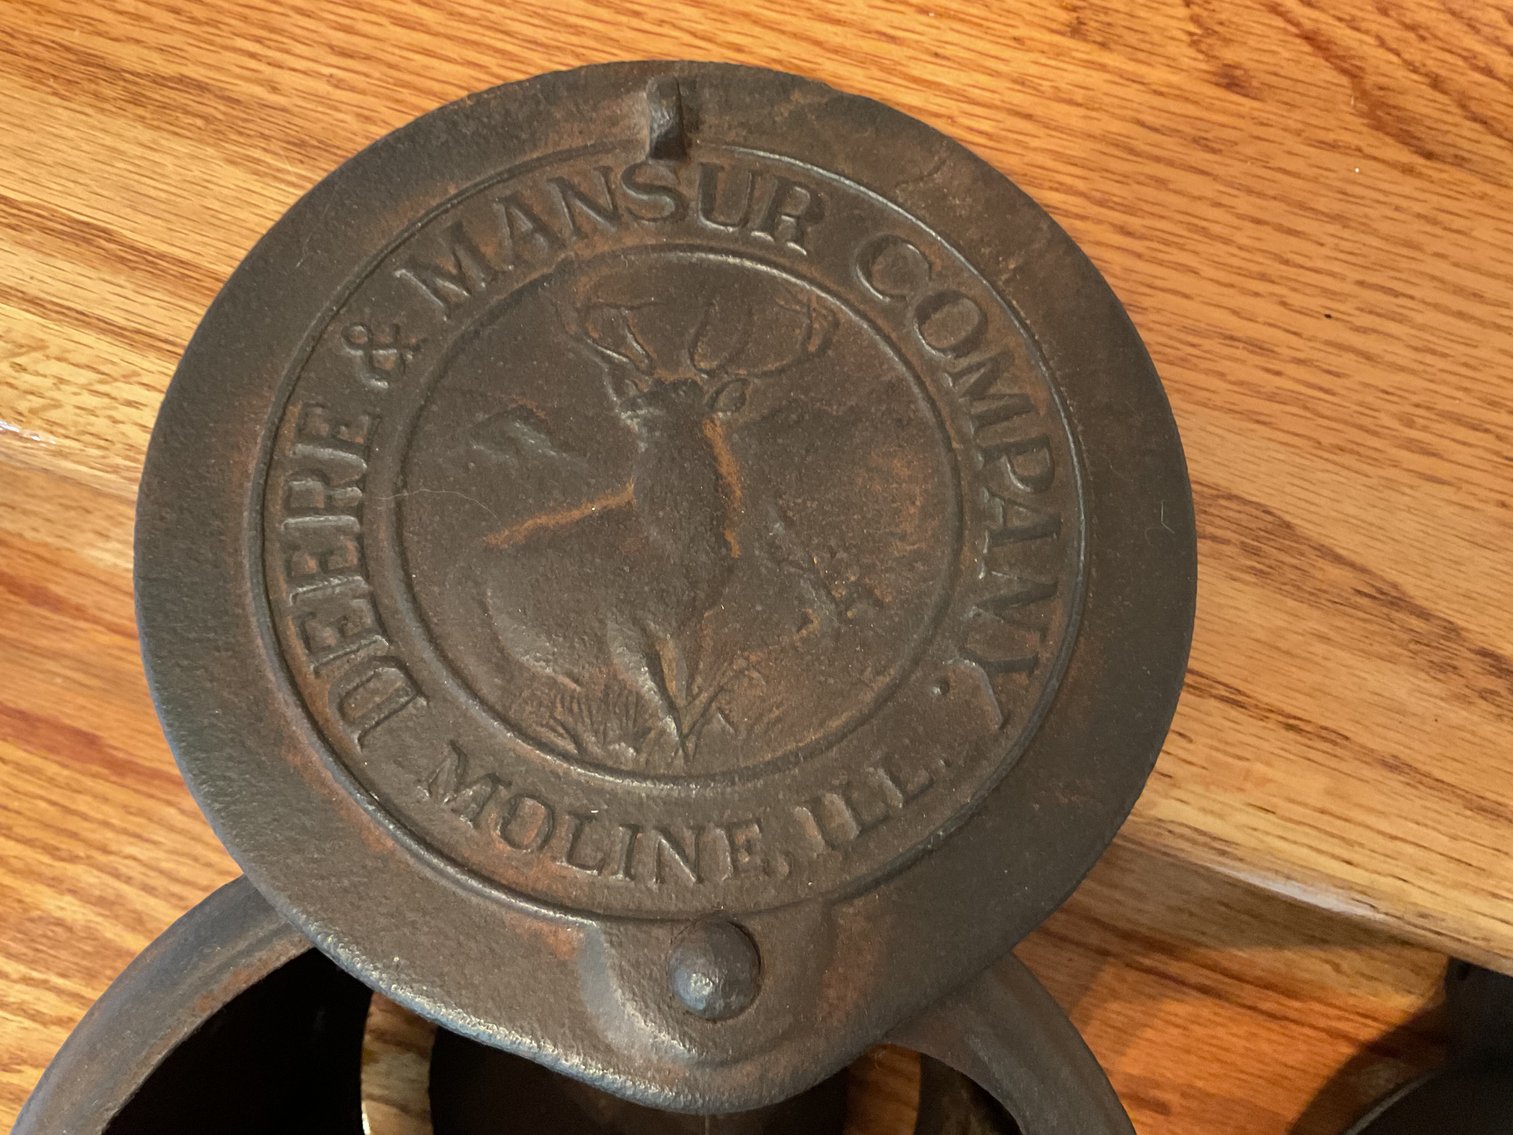 DEERE & MANSUR COMPANY.
MOLINE, ILL.